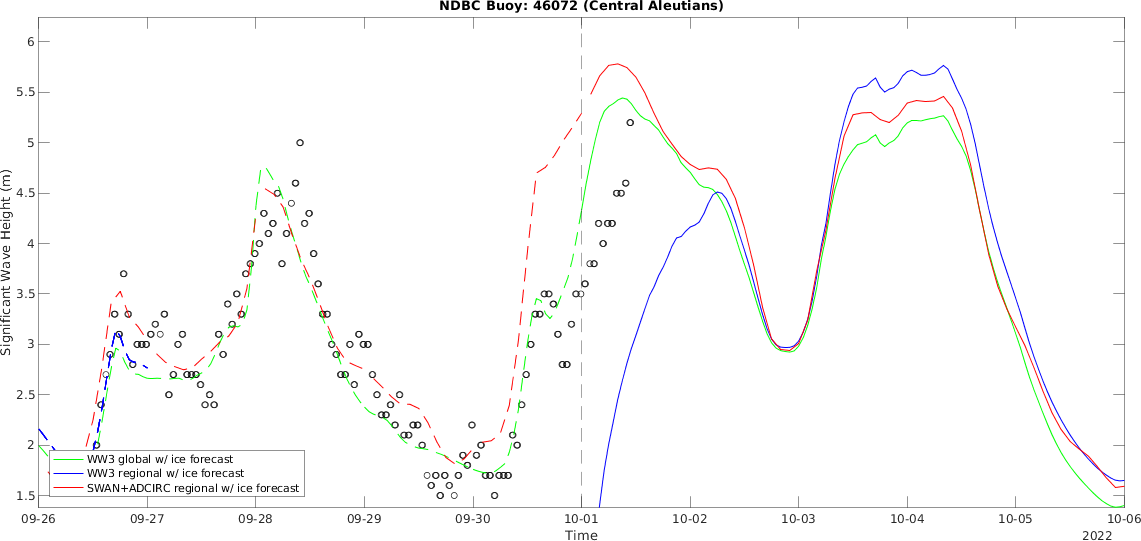 NDBC Buoy: 46072 (Central Aleutians)
6
5.5
5
4.5
4
3.5
3
2.5
2
1.5
Significant Wave Height (m)
WW3 global w/ ice forecast
WW3 regional w/ ice forecast
SWAN+ADCIRC regional w/ ice forecast
09-26 09-27 09-28 09-29 09-30 10-01 10-02 10-03 10-04 10-05 10-06
Time
2022